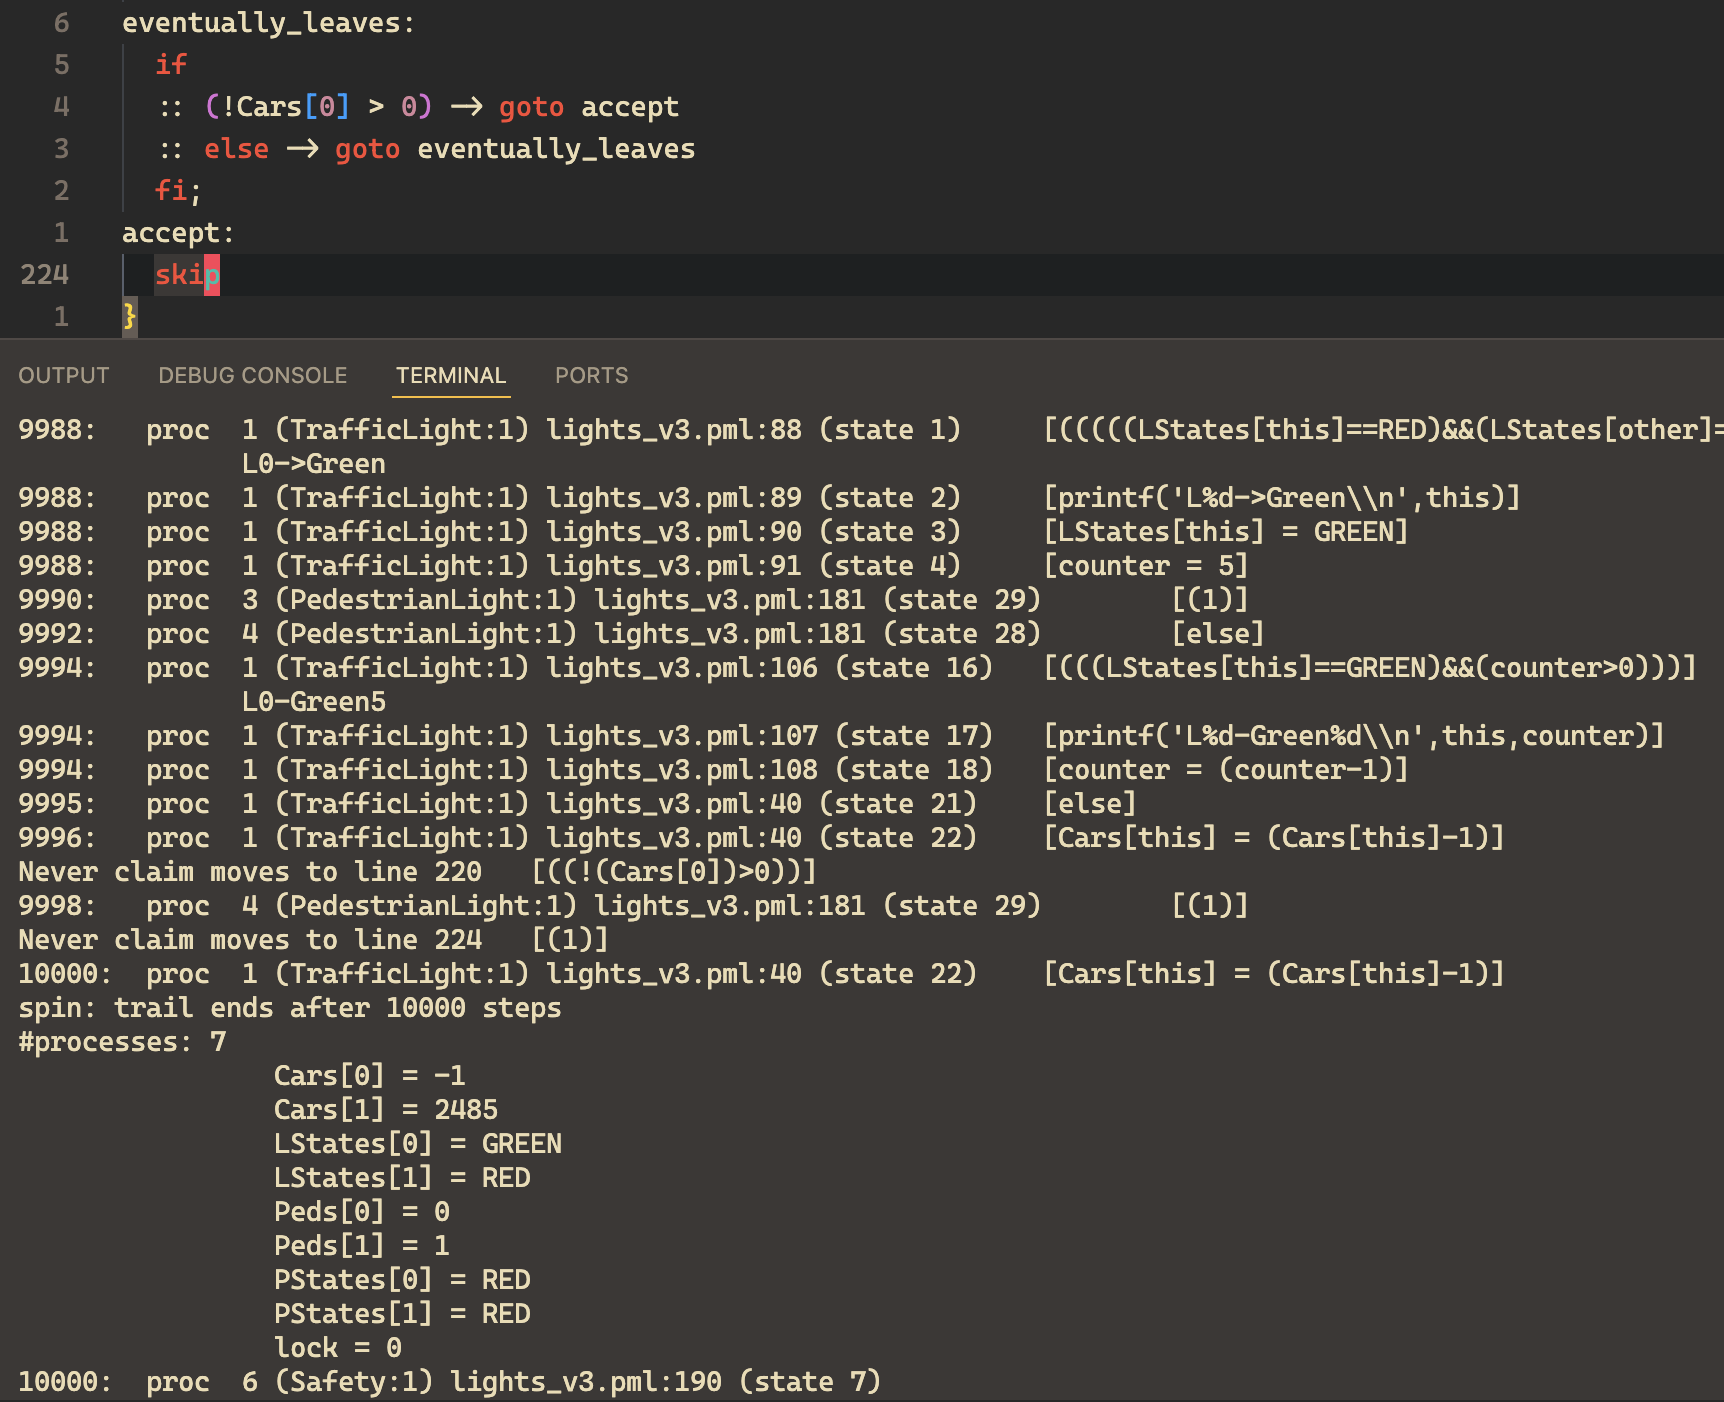 6 eventually_leaves:
5 if
4 :: (!Cars[0] > 0) -> goto accept
3 :: else -> goto eventually_leaves
2 fi;
1 accept:
224 skip
1 }
OUTPUT DEBUG CONSOLE TERMINAL PORTS
9988: proc 1 (TrafficLight:1) lights_v3.pml:88 (state 1) [(((((LStates[this]==RED)&&(LStates[other]=
L0->Green
9988: proc 1 (TrafficLight:1) lights_v3.pml:89 (state 2) [printf('L%d->Green\\n',this)]
9988: proc 1 (TrafficLight:1) lights_v3.pml:90 (state 3) [LStates[this] = GREEN]
9988: proc 1 (TrafficLight:1) lights_v3.pml:91 (state 4) [counter = 5]
9990: proc 3 (PedestrianLight:1) lights_v3.pml:181 (state 29) [(1)]
9992: proc 4 (PedestrianLight:1) lights_v3.pml:181 (state 28) [else]
9994: proc 1 (TrafficLight:1) lights_v3.pml:106 (state 16) [(((LStates[this]==GREEN)&&(counter>0)))]
L0-Green5
9994: proc 1 (TrafficLight:1) lights_v3.pml:107 (state 17) [printf('L%d-Green%d\\n',this,counter)]
9994: proc 1 (TrafficLight:1) lights_v3.pml:108 (state 18) [counter = (counter-1)]
9995: proc 1 (TrafficLight:1) lights_v3.pml:40 (state 21) [else]
9996: proc 1 (TrafficLight:1) lights_v3.pml:40 (state 22) [Cars[this] = (Cars[this]-1)]
Never claim moves to line 220 [((!(Cars[0])>0))]
9998: proc 4 (PedestrianLight:1) lights_v3.pml:181 (state 29) [(1)]
Never claim moves to line 224 [(1)]
10000: proc 1 (TrafficLight:1) lights_v3.pml:40 (state 22) [Cars[this] = (Cars[this]-1)]
spin: trail ends after 10000 steps
#processes: 7
Cars[0] = -1
Cars[1] = 2485
LStates[0] = GREEN
LStates[1] = RED
Peds[0] = 0
Peds[1] = 1
PStates[0] = RED
PStates[1] = RED
lock = 0
10000: proc 6 (Safety:1) lights_v3.pml:190 (state 7)